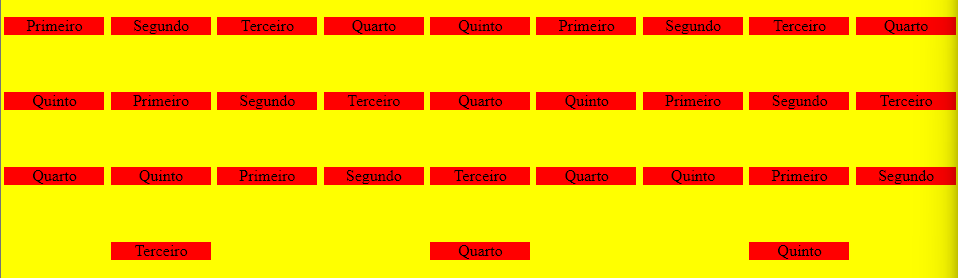 Primeiro Segundo Terceiro Quarto Quinto Primeiro Segundo Terceiro Quarto
Quinto Primeiro Segundo Terceiro Quarto Quinto Primeiro Segundo Terceiro
Quarto Quinto Primeiro Segundo Terceiro Quarto Quinto Primeiro Segundo
Terceiro Quarto Quinto